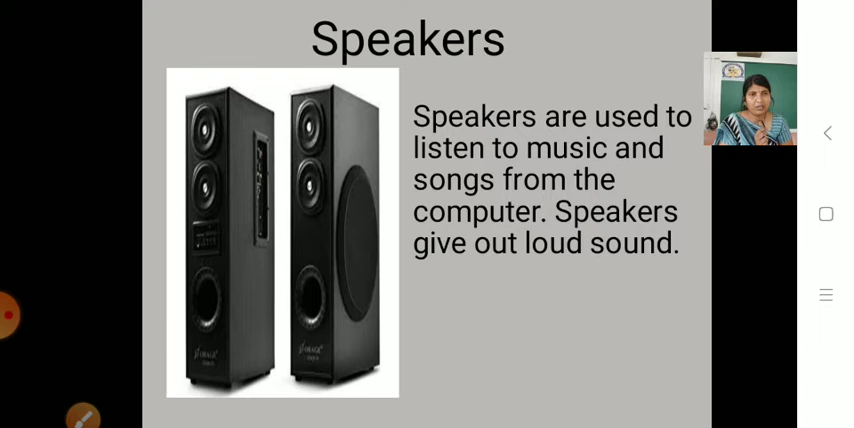 Speakers
Speakers are used to
listen to music and
songs from the
computer. Speakers
give out loud sound.